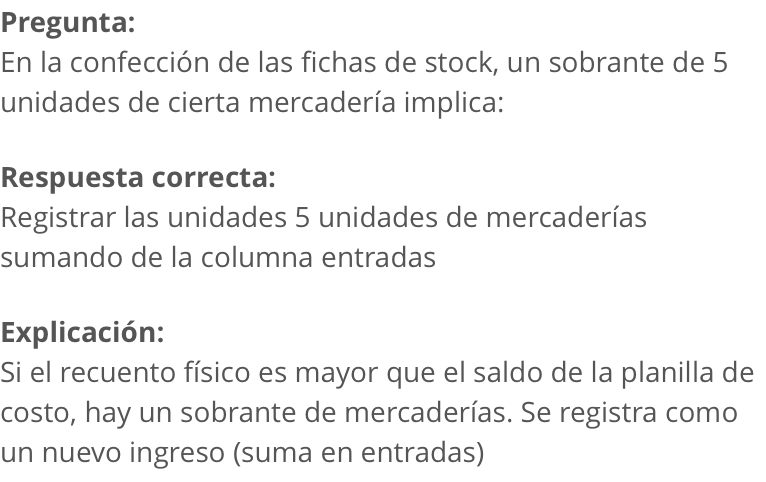 Pregunta:
En la confección de las fichas de stock, un sobrante de 5
unidades de cierta mercadería implica:
Respuesta correcta:
Registrar las unidades 5 unidades de mercaderías
sumando de la columna entradas
Explicación:
Si el recuento físico es mayor que el saldo de la planilla de
costo, hay un sobrante de mercaderías. Se registra como
un nuevo ingreso (suma en entradas)